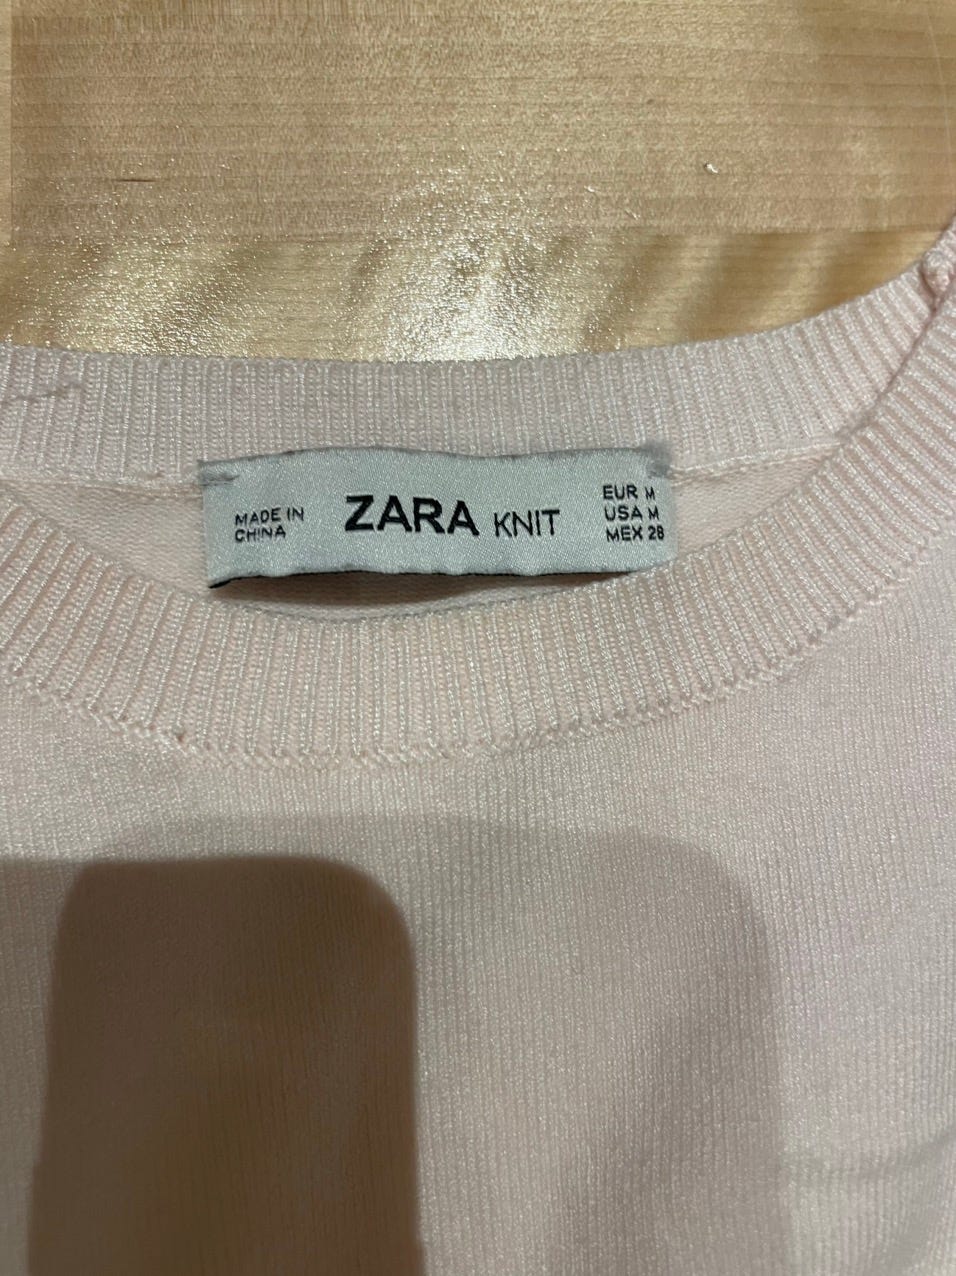 MADE IN
CHINA
ZARA KNIT
EUR M
USA M
MEX 28